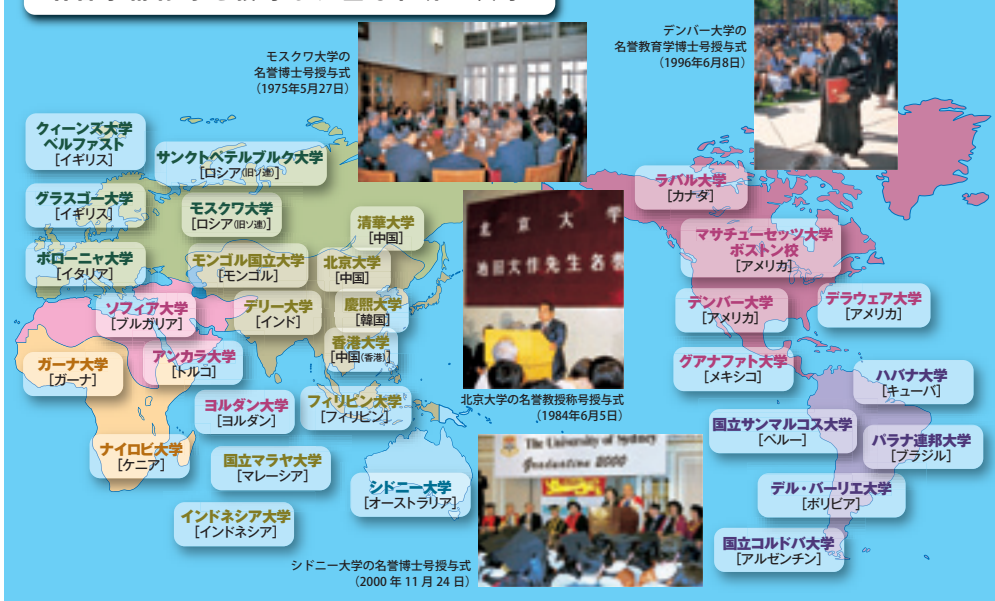 モスクワ大学の
名誉博士号授与式
（1975年5月27日）
デンバー大学の
名誉教育学博士号授与式
（1996年6月8日）
クィーンズ大学
ベルファスト
［イギリス］
サンクトペテルブルク大学
［ロシア(旧ソ連)］
グラスゴー大学
［イギリス］
モスクワ大学
［ロシア(旧ソ連)］
清華大学
［中国］
ボローニャ大学
［イタリア］
モンゴル国立大学
［モンゴル］
北京大学
［中国］
ソフィア大学
［ブルガリア］
デリー大学
［インド］
慶熙大学
［韓国］
香港大学
［中国(香港)］
ガーナ大学
［ガーナ］
アンカラ大学
［トルコ］
ヨルダン大学
［ヨルダン］
フィリピン大学
［フィリピン］
ナイロビ大学
［ケニア］
国立マラヤ大学
［マレーシア］
シドニー大学
［オーストラリア］
インドネシア大学
［インドネシア］
北京大学
池田大作先生名誉
北京大学の名誉教授称号授与式
（1984年6月5日）
The University of Sydney
Graduation 2000
シドニー大学の名誉博士号授与式
（2000 年 11 月 24 日）
ラバル大学
［カナダ］
マサチューセッツ大学
ボストン校
［アメリカ］
デンバー大学
［アメリカ］
デラウェア大学
［アメリカ］
グアナファト大学
［メキシコ］
ハバナ大学
［キューバ］
国立サンマルコス大学
［ペルー］
パラナ連邦大学
［ブラジル］
デル・バーリエ大学
［ボリビア］
国立コルドバ大学
［アルゼンチン］